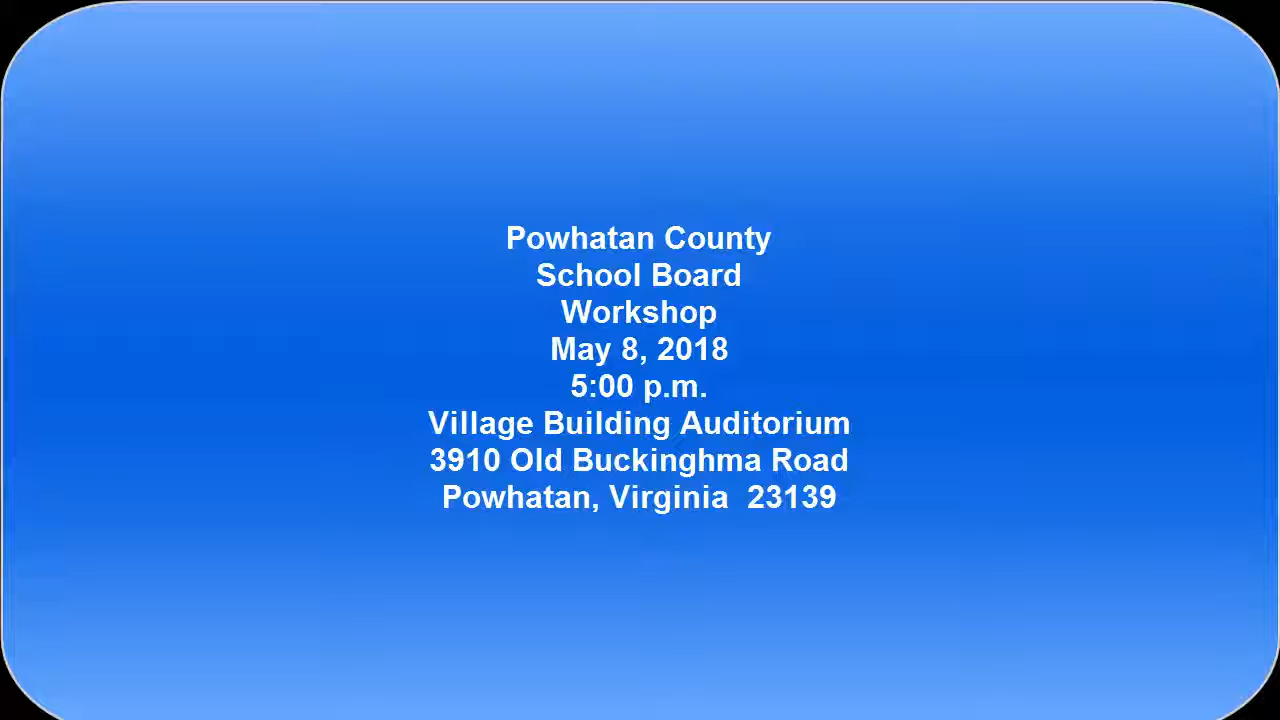 Powhatan County
School Board
Workshop
May 8, 2018
5:00 p.m.
Village Building Auditorium
3910 Old Buckinghma Road
Powhatan, Virginia  23139